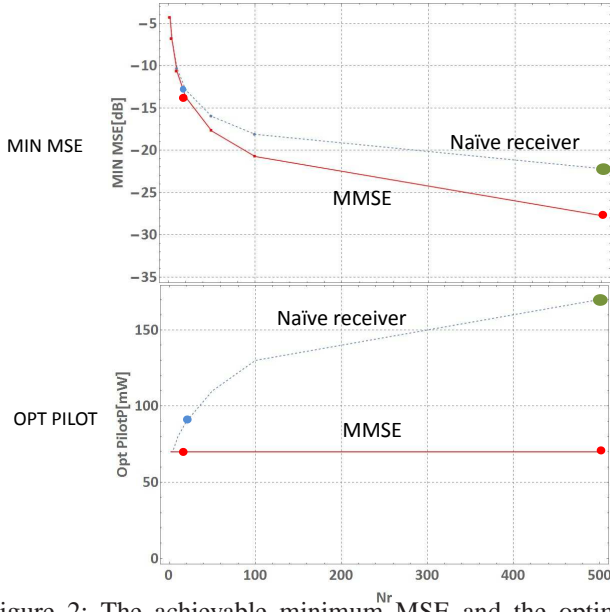 −5
−10
−15
−20
−25
−30
−35
MIN MSE[dB]
MIN MSE
Naïve receiver
MMSE
150
100
50
0
Opt PilotP[mW]
OPT PILOT
Naïve receiver
MMSE
0 100 200 300 400 500
Nr
igure 2: The achievable minimum MSE and the optim